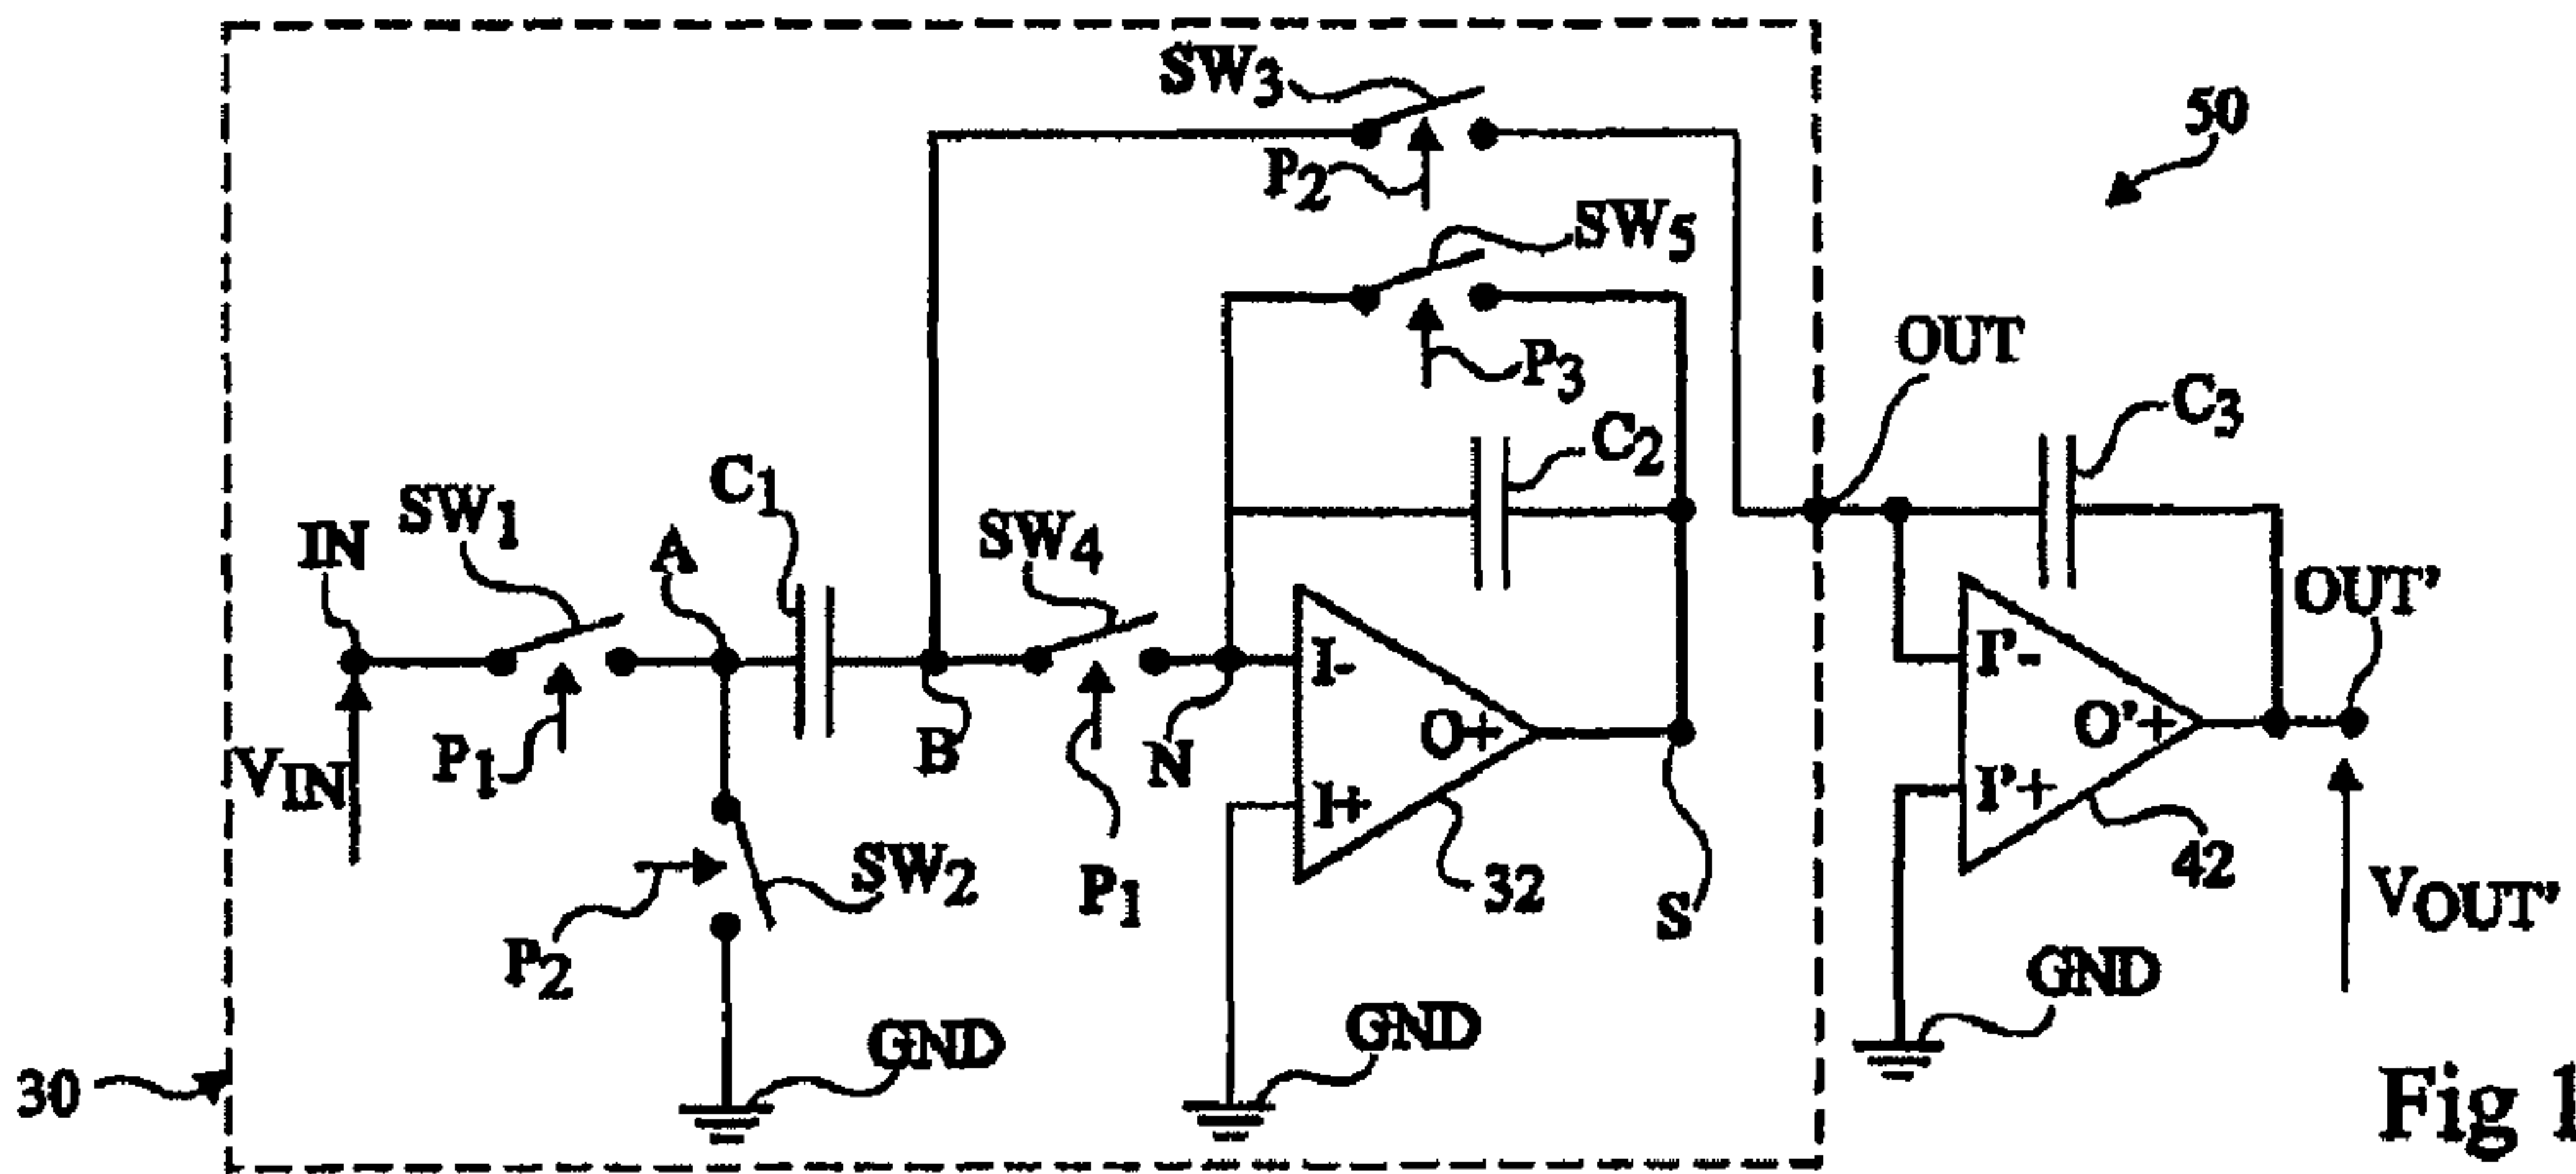 SW3
50
P2
SW5
P3
OUT
C3
C2
C1
SW1
A
SW4
IN
OUT'
I-
I'-
VIN
P1
B
N
O+
O'+
I+
I'+
P1
SW2
32
42
S
VOUT'
P2
GND
GND
GND
30
Fig 1